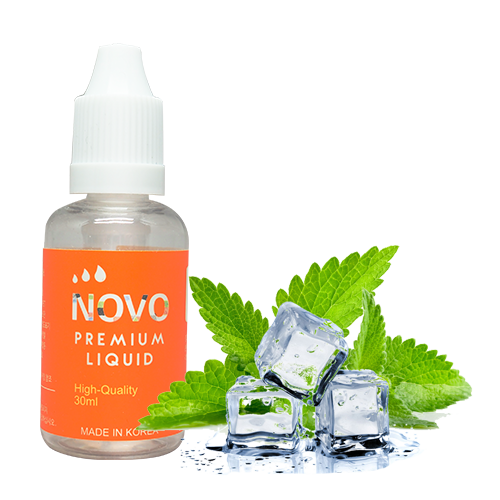 NOVO
PREMIUM
LIQUID
High-Quality
30ml
MADE IN KOREA